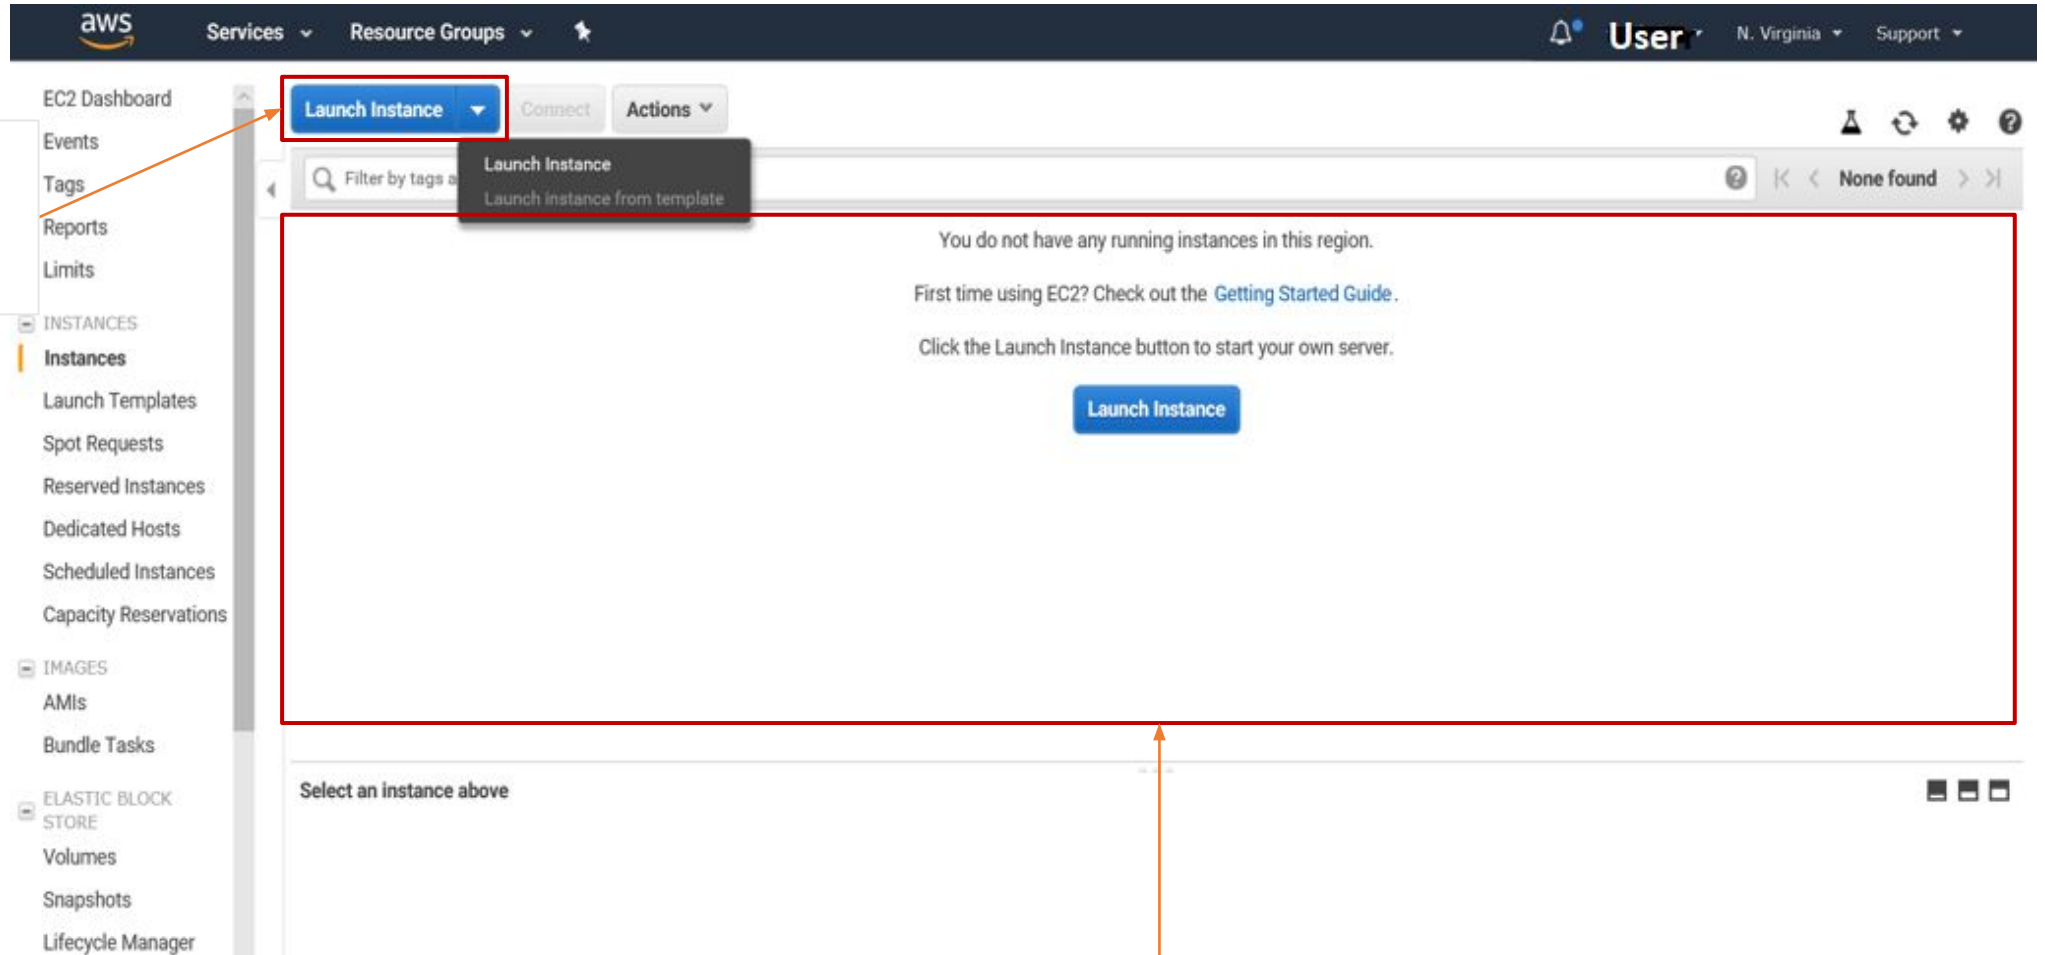 aws Services Resource Groups User N. Virginia Support
EC2 Dashboard
Events
Tags
Reports
Limits
INSTANCES
Instances
Launch Templates
Spot Requests
Reserved Instances
Dedicated Hosts
Scheduled Instances
Capacity Reservations
IMAGES
AMIs
Bundle Tasks
ELASTIC BLOCK
STORE
Volumes
Snapshots
Lifecycle Manager
Launch Instance Connect Actions
Launch Instance
Launch instance from template
Filter by tags a
None found
You do not have any running instances in this region.
First time using EC2? Check out the Getting Started Guide.
Click the Launch Instance button to start your own server.
Launch Instance
Select an instance above